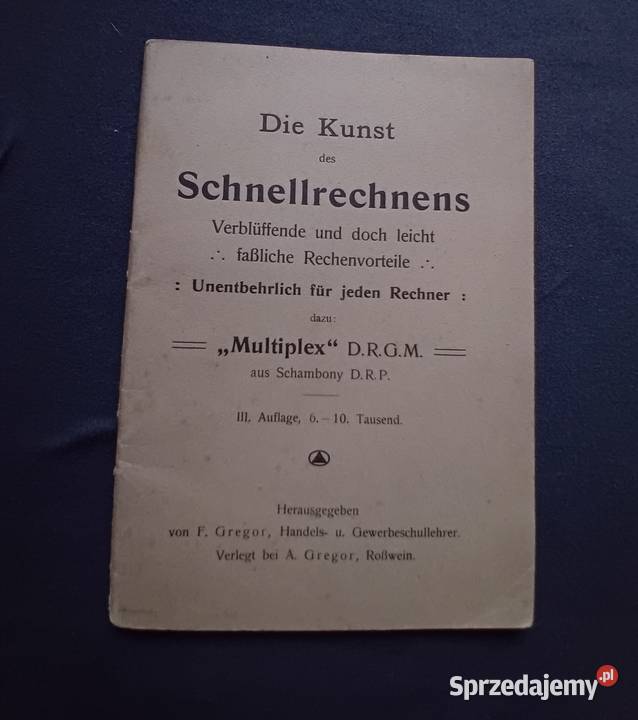 Die Kunst
des
Schnellrechnens
Verblüffende und doch leicht
∴ faßliche Rechenvorteile ∴
: Unentbehrlich für jeden Rechner :
dazu:
„Multiplex“ D.R.G.M.
aus Schambony D.R.P.
III. Auflage, 6.–10. Tausend.
Herausgegeben
von F. Gregor, Handels- u. Gewerbeschullehrer.
Verlegt bei A. Gregor, Roßwein.
Sprzedajemy.pl